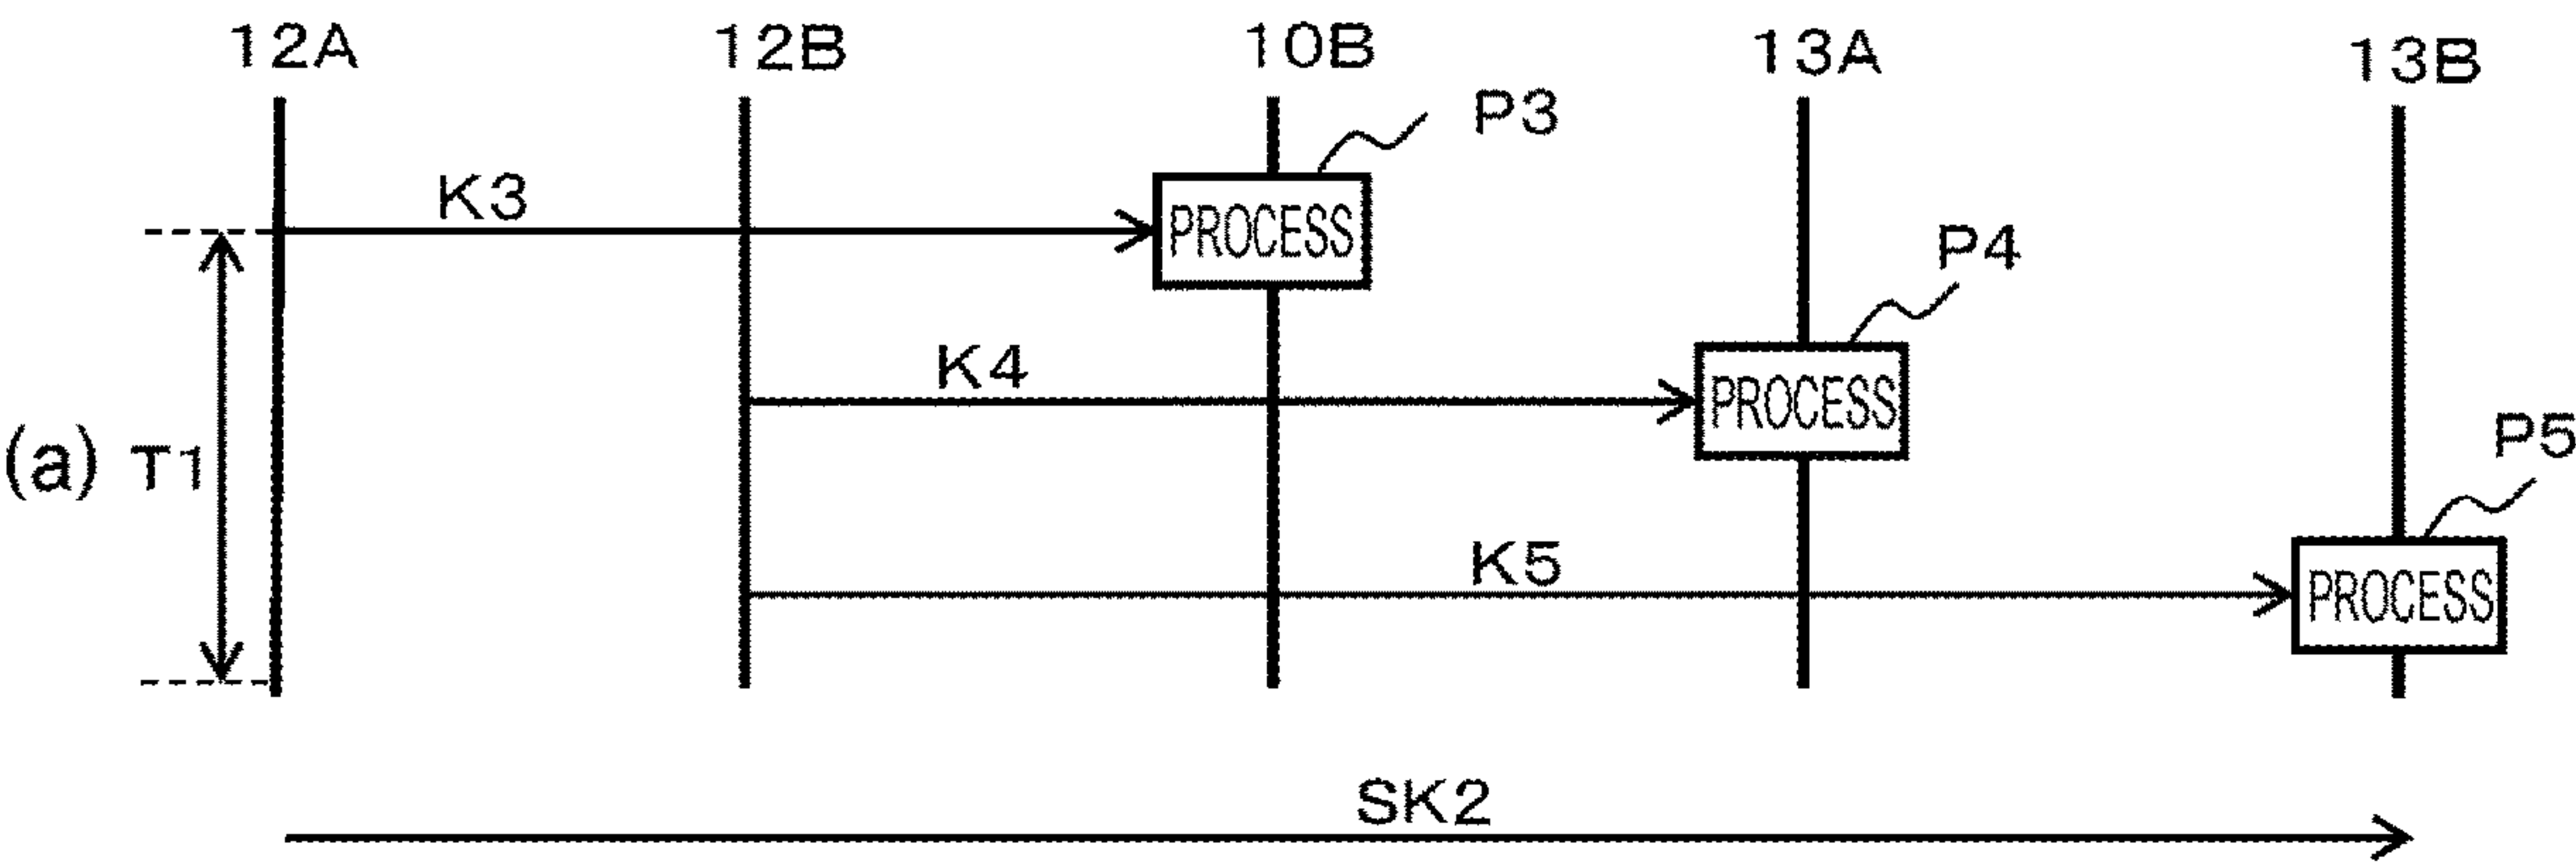 12A 12B 10B 13A 13B
P3
K3
PROCESS
P4
K4
PROCESS
(a) T1
P5
K5
PROCESS
SK2